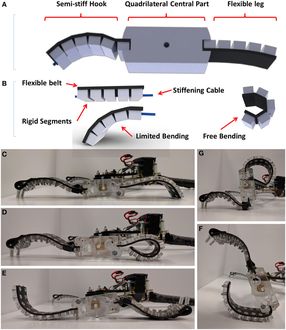 A
Semi-stiff Hook
Quadrilateral Central Part
Flexible leg
B
Flexible belt
Stiffening Cable
Rigid Segments
Limited Bending
Free Bending
C
G
D
E
F